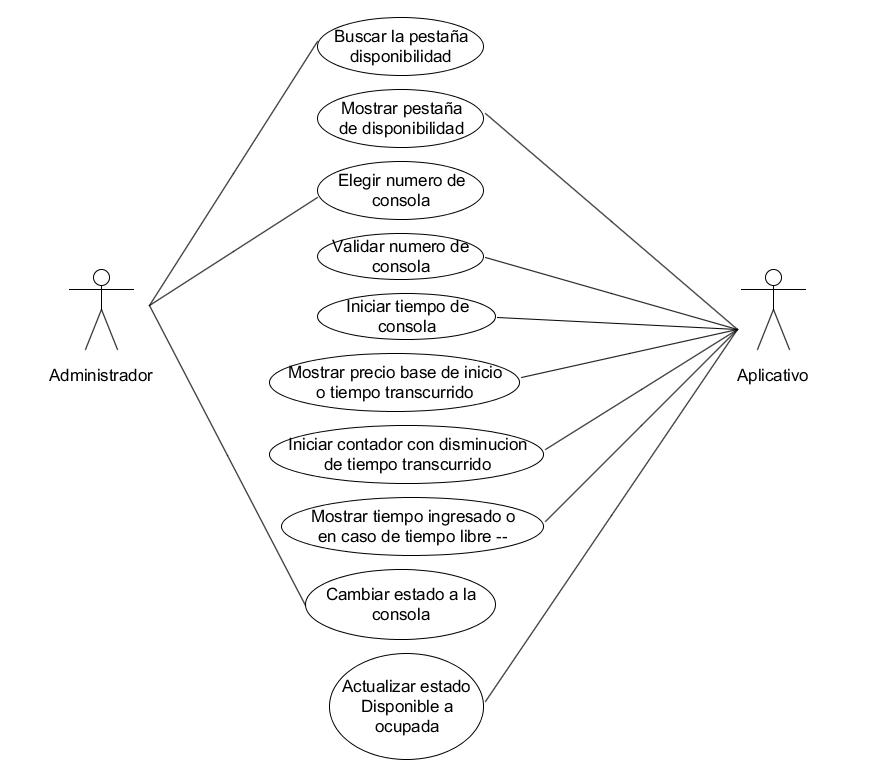 Buscar la pestaña
disponibilidad
Mostrar pestaña
de disponibilidad
Elegir numero de
consola
Validar numero de
consola
Iniciar tiempo de
consola
Mostrar precio base de inicio
o tiempo transcurrido
Iniciar contador con disminucion
de tiempo transcurrido
Mostrar tiempo ingresado o
en caso de tiempo libre --
Cambiar estado a la
consola
Actualizar estado
Disponible a
ocupada
Administrador
Aplicativo